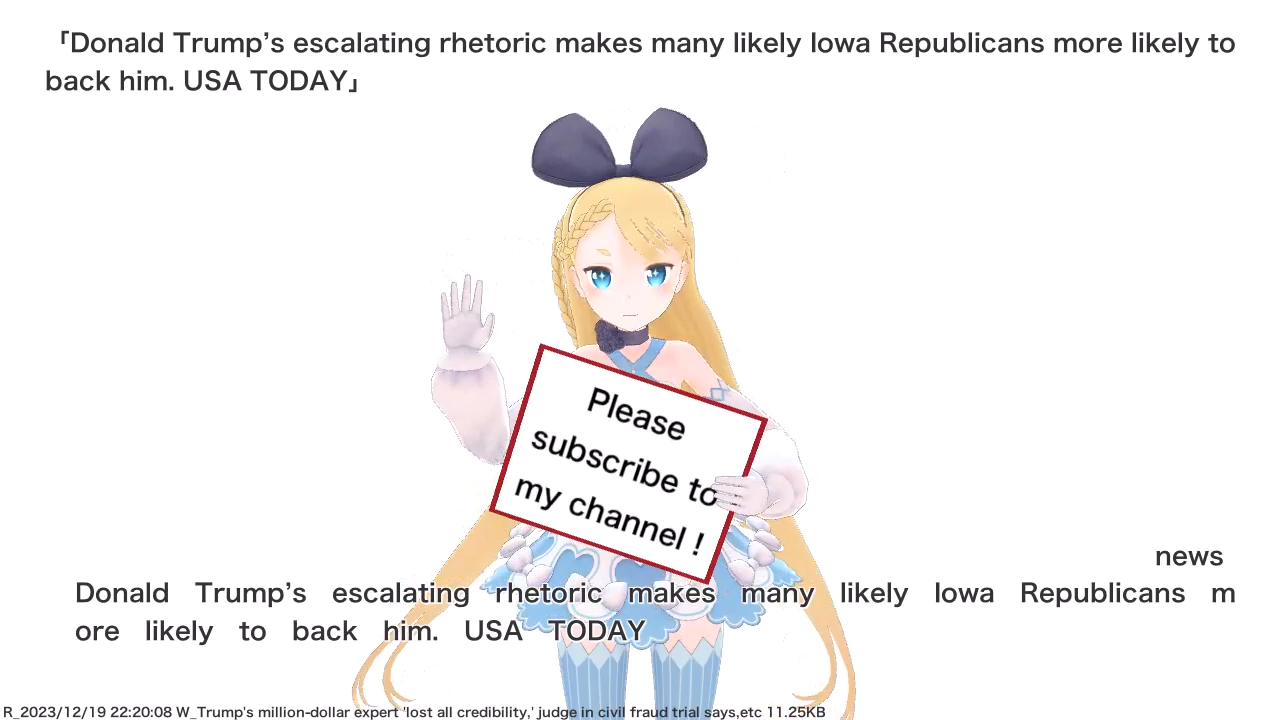 「Donald Trump’s escalating rhetoric makes many likely Iowa Republicans more likely to
back him. USA TODAY」
Please
subscribe to
my channel !
news
Donald Trump’s escalating rhetoric makes many likely Iowa Republicans m
ore likely to back him. USA TODAY
R_2023/12/19 22:20:08 W_Trump's million-dollar expert 'lost all credibility,' judge in civil fraud trial says,etc 11.25KB